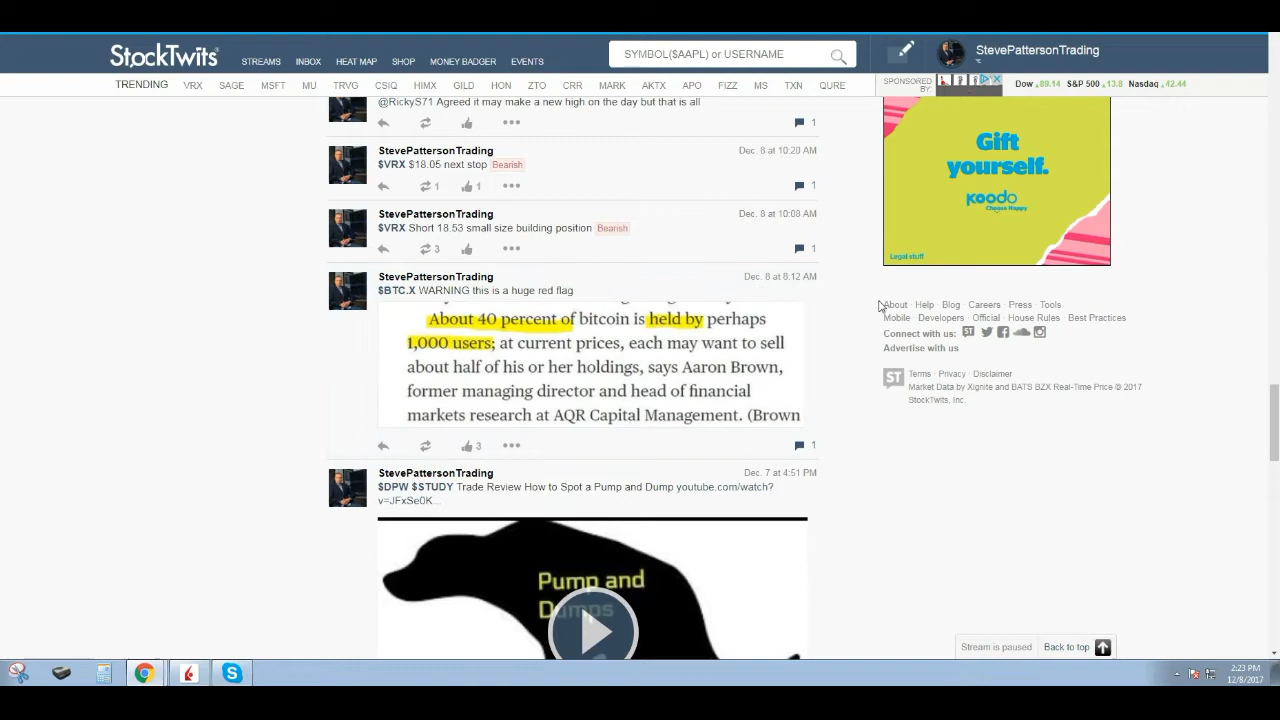 StockTwits
STREAMS INBOX HEAT MAP SHOP MONEY BADGER EVENTS
SYMBOL($AAPL) or USERNAME
StevePattersonTrading
TRENDING VRX SAGE MSFT MU TRVG CSIQ HIMX GILD HON ZTO CRR MARK AKTX APO FIZZ MS TXN QURE
SPONSORED BY:
Dow 89.14 S&P 500 13.8 Nasdaq 42.44
@RickyS71 Agreed it may make a new high on the day but that is all
1
StevePattersonTrading Dec. 8 at 10:20 AM
$VRX $18.05 next stop Bearish
1 1 1
StevePattersonTrading Dec. 8 at 10:08 AM
$VRX Short 18.53 small size building position Bearish
3 1
StevePattersonTrading Dec. 8 at 8:12 AM
$BTC.X WARNING this is a huge red flag
About 40 percent of bitcoin is held by perhaps
1,000 users; at current prices, each may want to sell
about half of his or her holdings, says Aaron Brown,
former managing director and head of financial
markets research at AQR Capital Management. (Brown
3 1
StevePattersonTrading Dec. 7 at 4:51 PM
$DPW $STUDY Trade Review How to Spot a Pump and Dump youtube.com/watch?
v=JFxSe0K...
Pump and
Dumps
Gift
yourself.
koodo
Choose Happy
Legal stuff
About · Help · Blog · Careers · Press · Tools
Mobile · Developers · Official · House Rules · Best Practices
Connect with us: ST
Advertise with us
ST
Terms · Privacy · Disclaimer
Market Data by Xignite and BATS BZX Real-Time Price © 2017
StockTwits, Inc.
Stream is paused Back to top
2:23 PM
12/8/2017